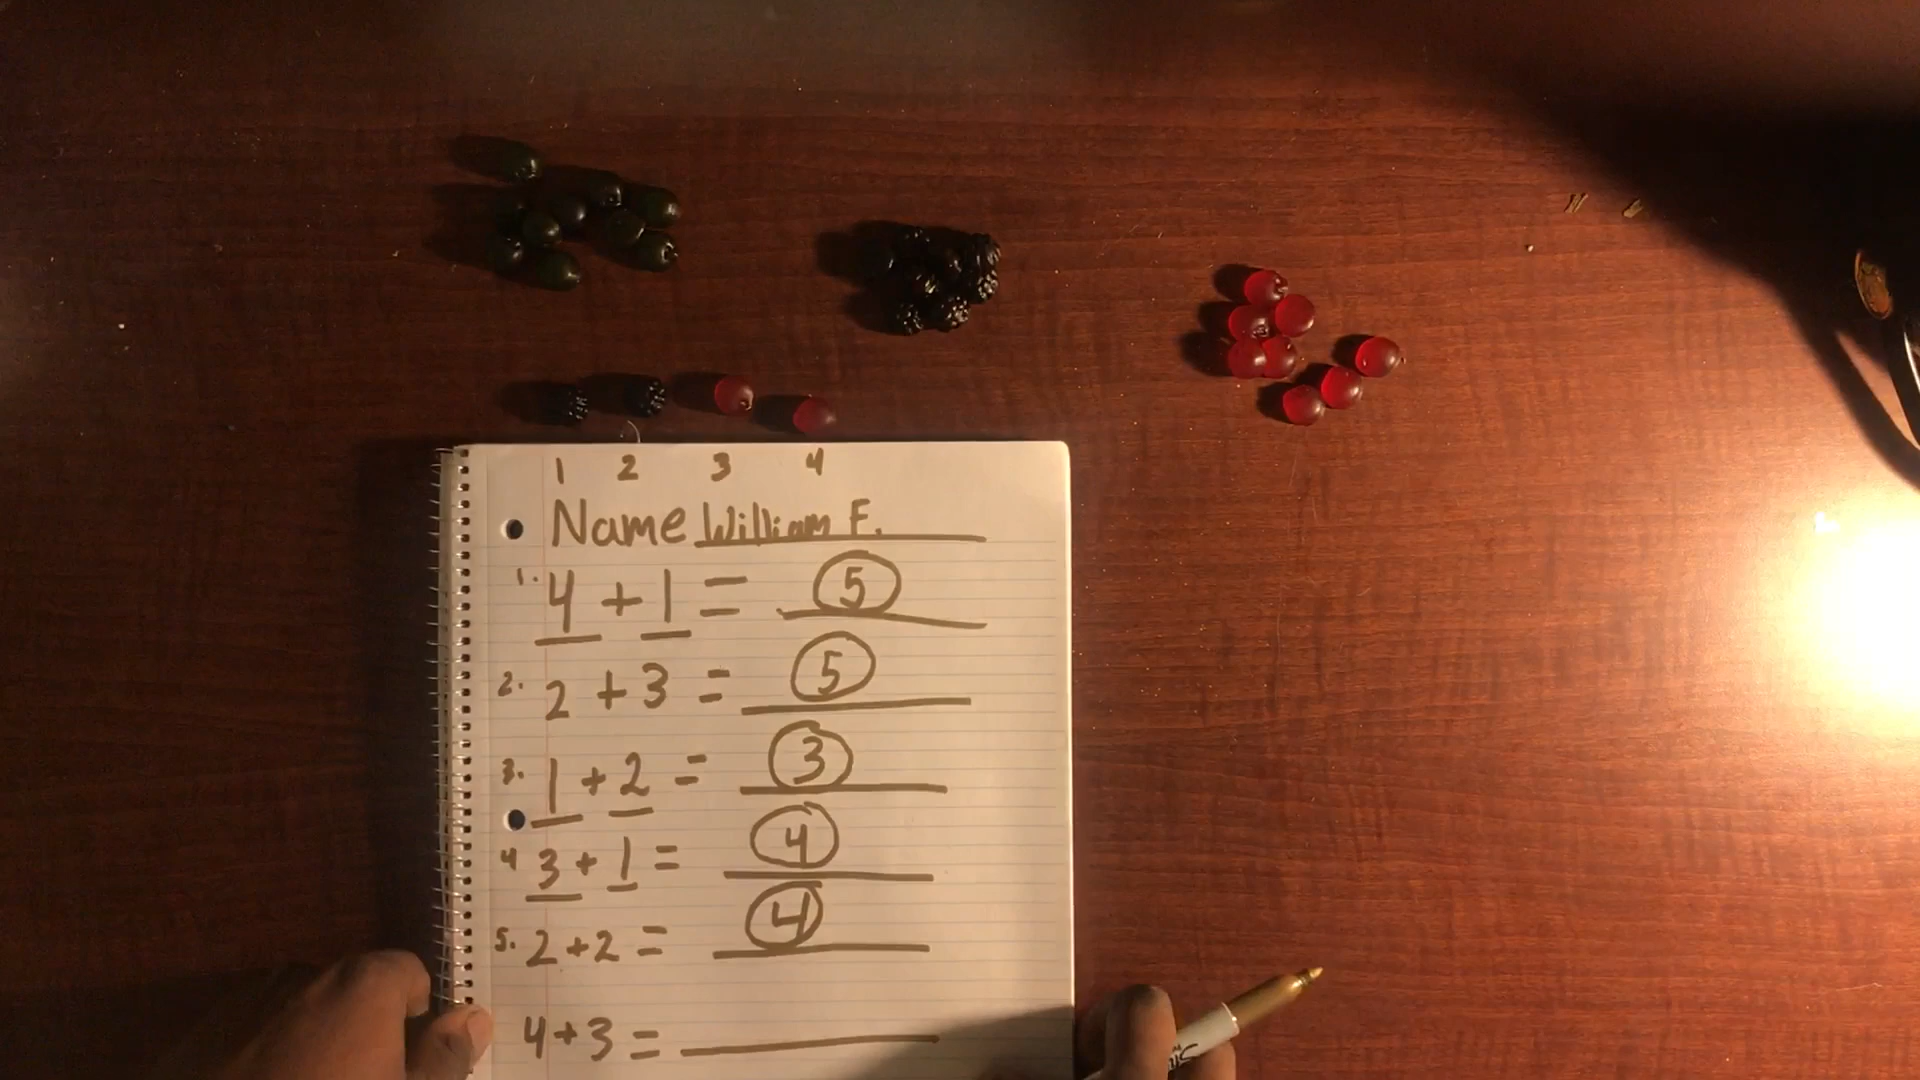 1 2 3 4
Name William F.
1. 4 + 1 = 5
2. 2 + 3 = 5
3. 1 + 2 = 3
4 3 + 1 = 4
5. 2 + 2 = 4
4 + 3 =